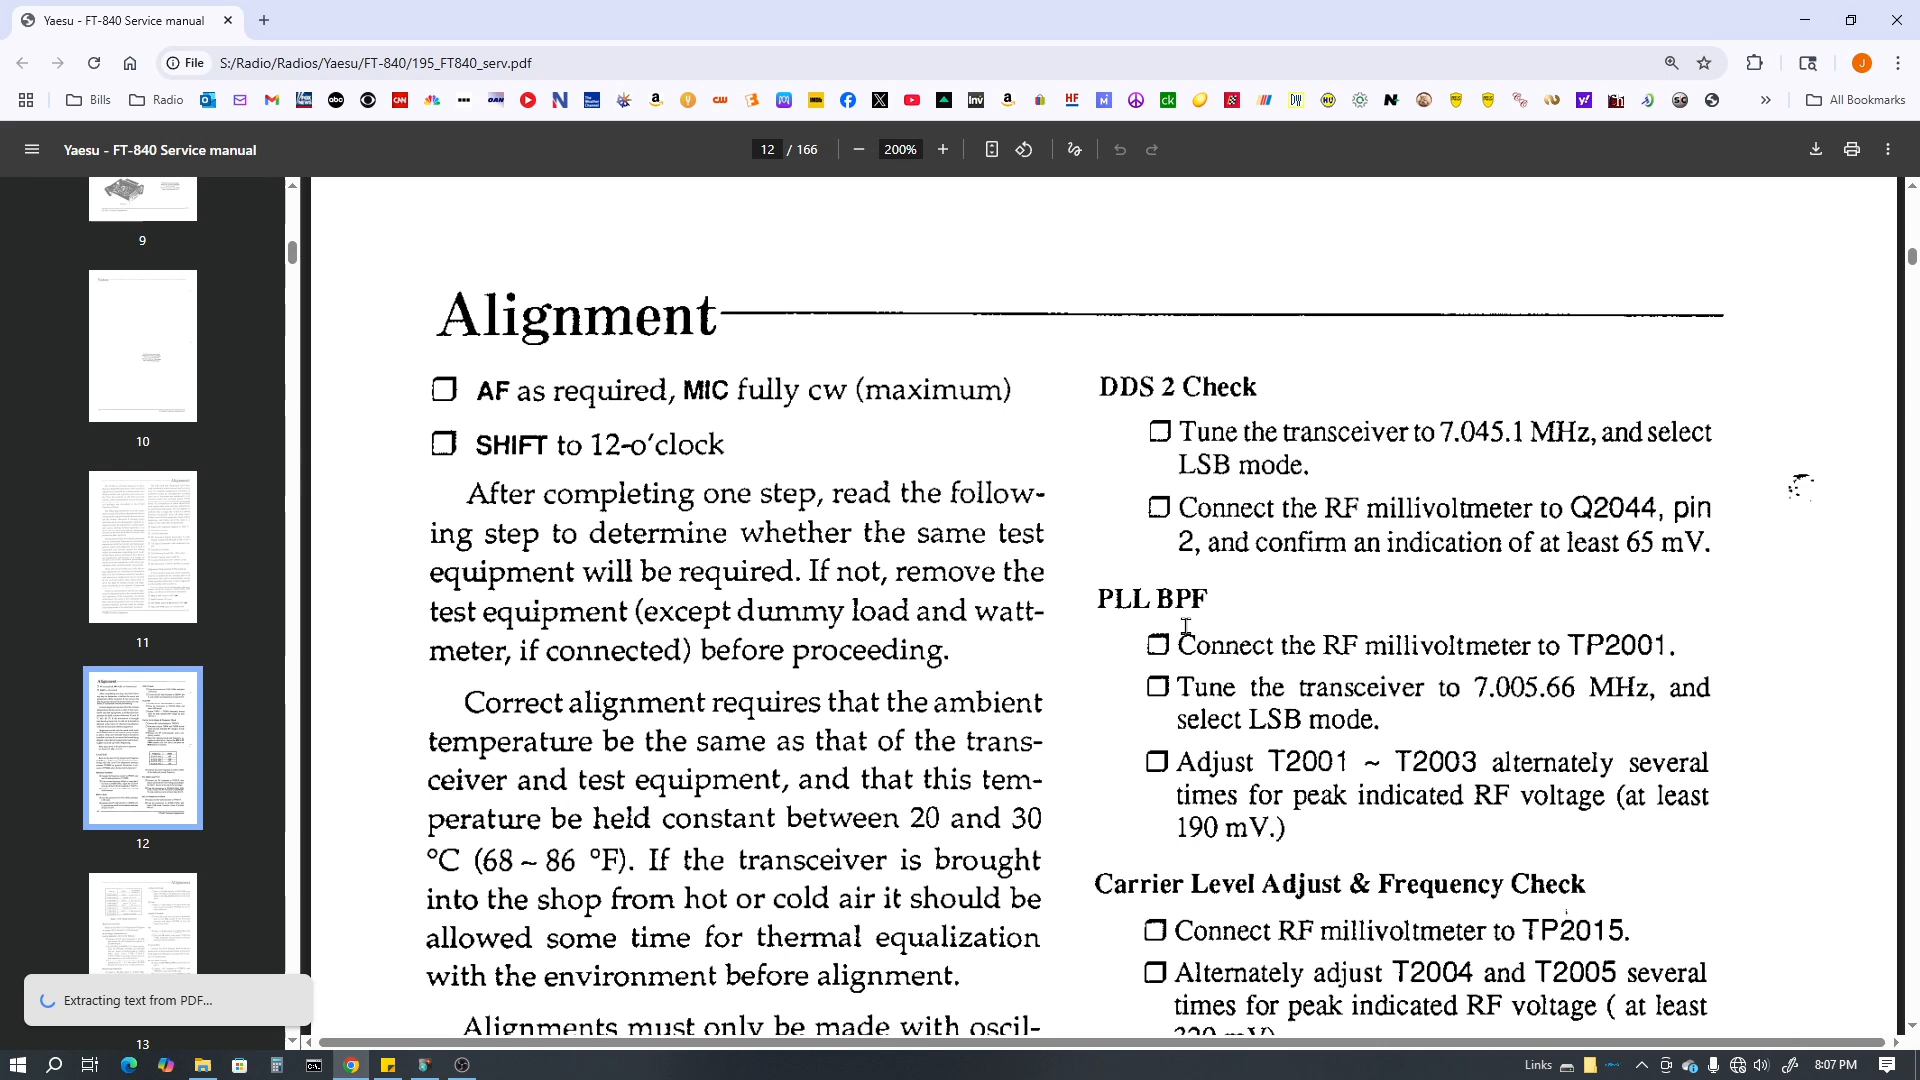 Yaesu - FT-840 Service manual
File
S:/Radio/Radios/Yaesu/FT-840/195_FT840_serv.pdf
J
Bills
Radio
All Bookmarks
Yaesu - FT-840 Service manual
12 / 166
200%
9
10
11
12
13
Alignment
AF as required, MIC fully cw (maximum)
SHIFT to 12-o'clock
After completing one step, read the follow-
ing step to determine whether the same test
equipment will be required. If not, remove the
test equipment (except dummy load and watt-
meter, if connected) before proceeding.
Correct alignment requires that the ambient
temperature be the same as that of the trans-
ceiver and test equipment, and that this tem-
perature be held constant between 20 and 30
°C (68 ~ 86 °F). If the transceiver is brought
into the shop from hot or cold air it should be
allowed some time for thermal equalization
with the environment before alignment.
Alignments must only be made with oscil-
DDS 2 Check
Tune the transceiver to 7.045.1 MHz, and select
LSB mode.
Connect the RF millivoltmeter to Q2044, pin
2, and confirm an indication of at least 65 mV.
PLL BPF
Connect the RF millivoltmeter to TP2001.
Tune the transceiver to 7.005.66 MHz, and
select LSB mode.
Adjust T2001 ~ T2003 alternately several
times for peak indicated RF voltage (at least
190 mV.)
Carrier Level Adjust & Frequency Check
Connect RF millivoltmeter to TP2015.
Alternately adjust T2004 and T2005 several
times for peak indicated RF voltage ( at least
Extracting text from PDF...
Links
8:07 PM